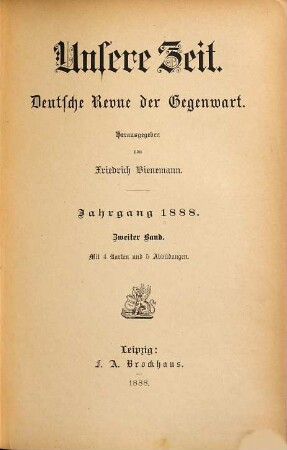 Unsere Zeit.
Deutsche Revue der Gegenwart.
Herausgegeben
von
Friedrich Bienemann.
Jahrgang 1888.
Zweiter Band.
Mit 4 Karten und 5 Abbildungen.
Leipzig:
F. A. Brockhaus.
1888.